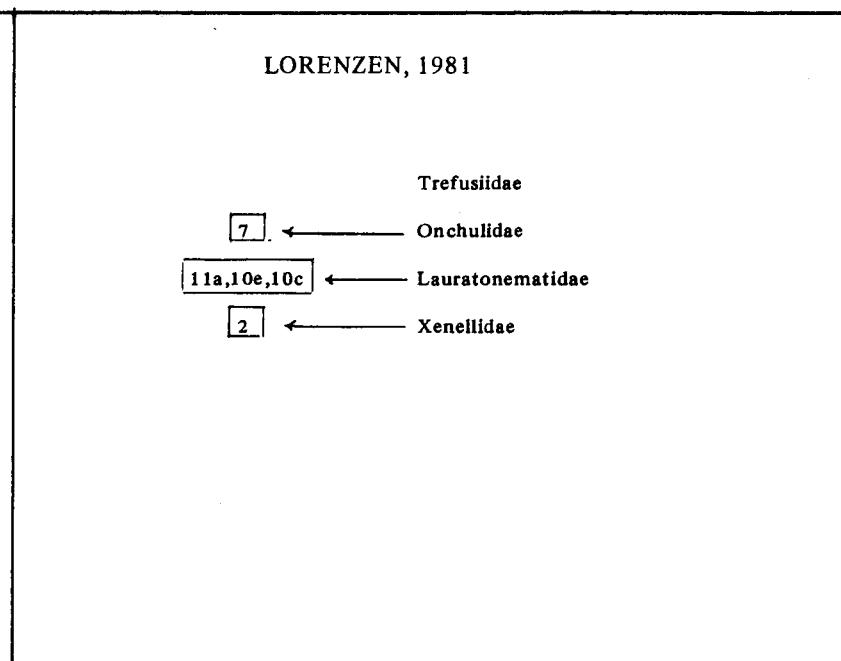 LORENZEN, 1981
Trefusiidae
7 Onchulidae
11a,10e,10c Lauratonematidae
2 Xenellidae